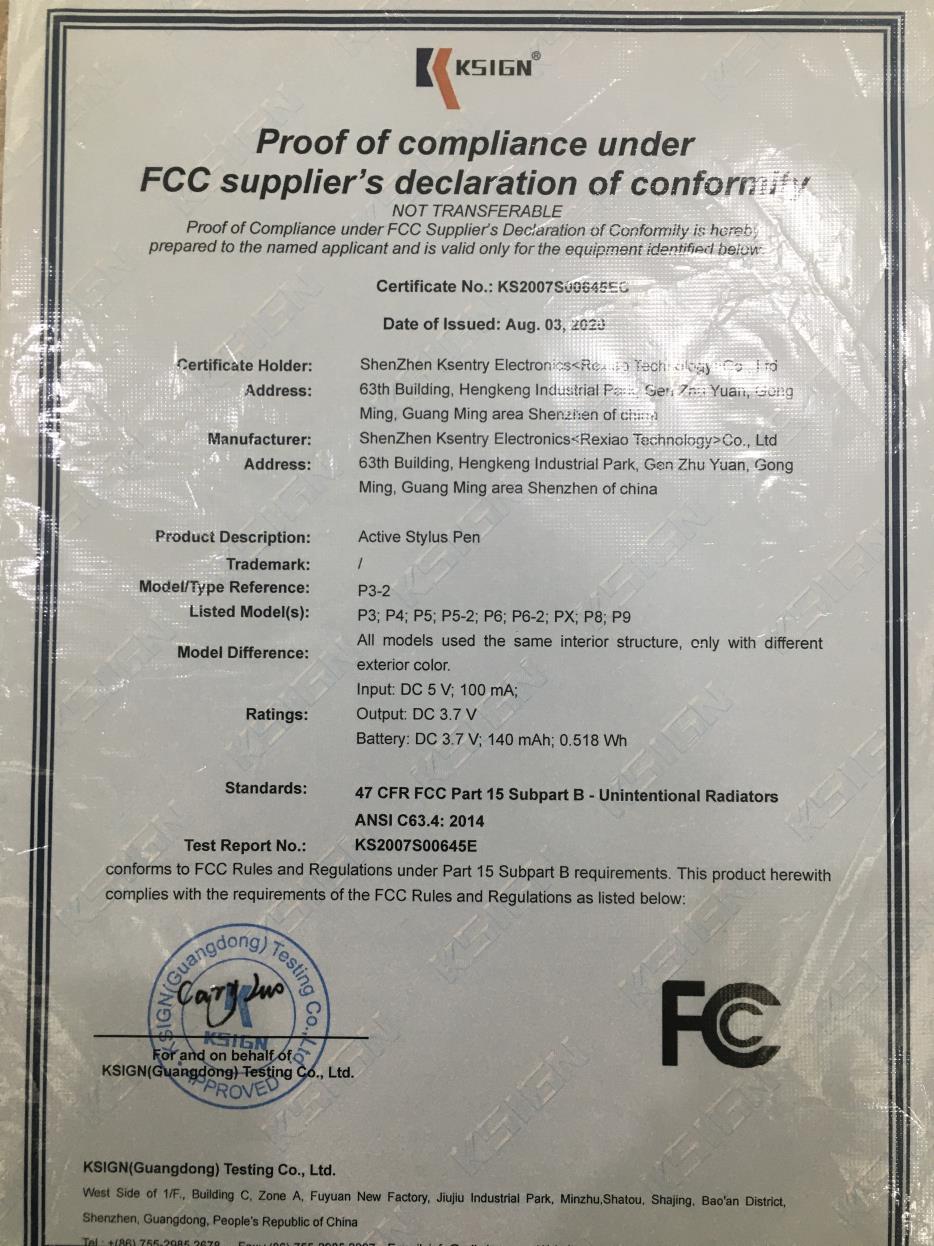 KSIGN®
Proof of compliance under
FCC supplier's declaration of conformity
NOT TRANSFERABLE
Proof of Compliance under FCC Supplier's Declaration of Conformity is hereby
prepared to the named applicant and is valid only for the equipment identified below.
Certificate No.: KS2007S00645EC
Date of Issued: Aug. 03, 2020
Certificate Holder: ShenZhen Ksentry Electronics<Rexiao Technology>Co., Ltd
Address: 63th Building, Hengkeng Industrial Park, Gen Zhu Yuan, Gong
Ming, Guang Ming area Shenzhen of china
Manufacturer: ShenZhen Ksentry Electronics<Rexiao Technology>Co., Ltd
Address: 63th Building, Hengkeng Industrial Park, Gen Zhu Yuan, Gong
Ming, Guang Ming area Shenzhen of china
Product Description: Active Stylus Pen
Trademark: /
Model/Type Reference: P3-2
Listed Model(s): P3; P4; P5; P5-2; P6; P6-2; PX; P8; P9
Model Difference: All models used the same interior structure, only with different
exterior color.
Input: DC 5 V; 100 mA;
Ratings: Output: DC 3.7 V
Battery: DC 3.7 V; 140 mAh; 0.518 Wh
Standards: 47 CFR FCC Part 15 Subpart B - Unintentional Radiators
ANSI C63.4: 2014
Test Report No.: KS2007S00645E
conforms to FCC Rules and Regulations under Part 15 Subpart B requirements. This product herewith
complies with the requirements of the FCC Rules and Regulations as listed below:
KSIGN(Guangdong) Testing Co., Ltd.
KSIGN
APPROVED
FC
For and on behalf of
KSIGN(Guangdong) Testing Co., Ltd.
KSIGN(Guangdong) Testing Co., Ltd.
West Side of 1/F., Building C, Zone A, Fuyuan New Factory, Jiujiu Industrial Park, Minzhu,Shatou, Shajing, Bao'an District,
Shenzhen, Guangdong, People's Republic of China